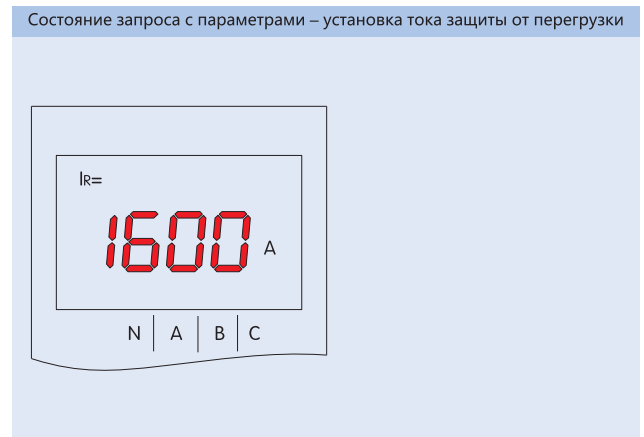 Состояние запроса с параметрами – установка тока защиты от перегрузки
IR=
1600 A
N A B C